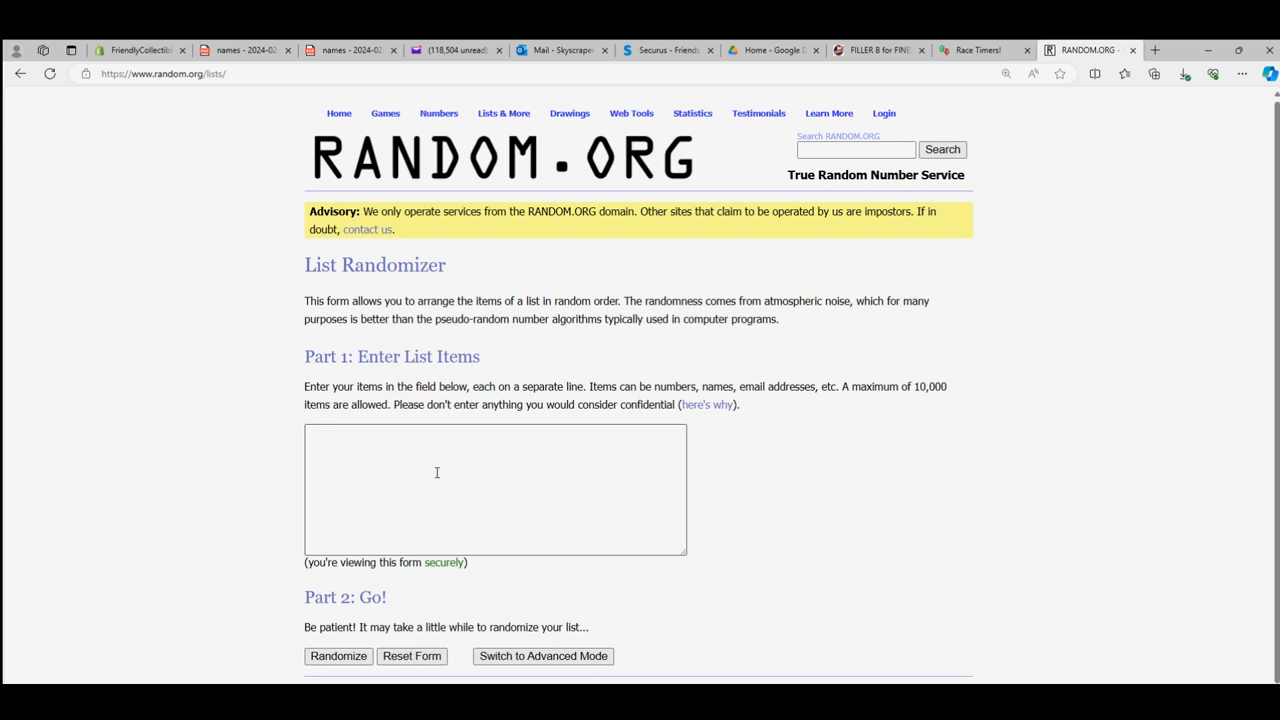 FriendlyCollectibl
names - 2024-02
names - 2024-02
(118,504 unread)
Mail - Skyscraper
Securus - Friends
Home - Google D
FILLER B for FINES
Race Timers!
RANDOM.ORG -
https://www.random.org/lists/
Home Games Numbers Lists & More Drawings Web Tools Statistics Testimonials Learn More Login
RANDOM.ORG
Search RANDOM.ORG
Search
True Random Number Service
Advisory: We only operate services from the RANDOM.ORG domain. Other sites that claim to be operated by us are impostors. If in
doubt, contact us.
List Randomizer
This form allows you to arrange the items of a list in random order. The randomness comes from atmospheric noise, which for many
purposes is better than the pseudo-random number algorithms typically used in computer programs.
Part 1: Enter List Items
Enter your items in the field below, each on a separate line. Items can be numbers, names, email addresses, etc. A maximum of 10,000
items are allowed. Please don't enter anything you would consider confidential (here's why).
(you're viewing this form securely)
Part 2: Go!
Be patient! It may take a little while to randomize your list...
Randomize Reset Form Switch to Advanced Mode